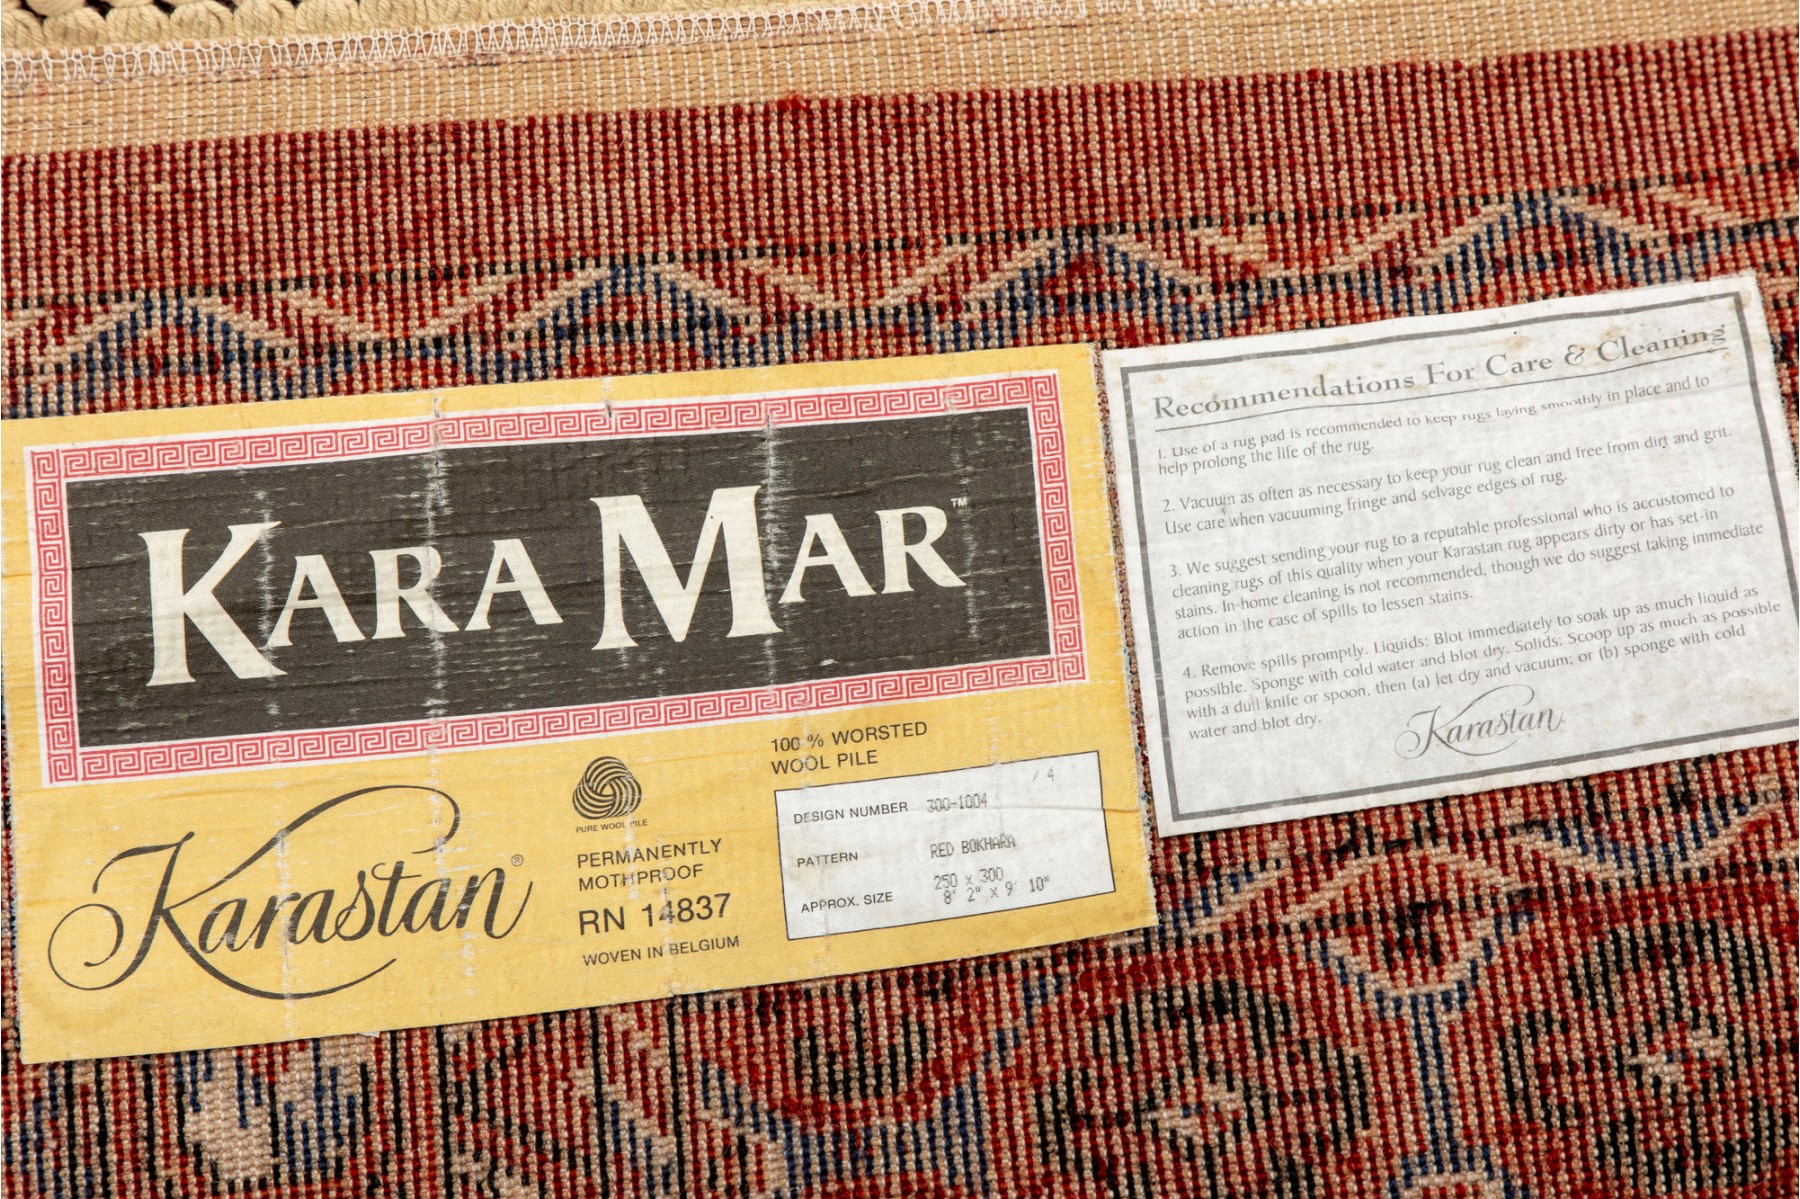 KARA MAR™
Karastan®
PURE WOOL PILE
PERMANENTLY
MOTHPROOF
RN 14837
WOVEN IN BELGIUM
100 % WORSTED
WOOL PILE
/ 4
DESIGN NUMBER 300-1004
PATTERN RED BOKHARA
APPROX. SIZE 250 x 300
8' 2" x 9' 10"
Recommendations For Care & Cleaning
1. Use of a rug pad is recommended to keep rugs laying smoothly in place and to
help prolong the life of the rug.
2. Vacuum as often as necessary to keep your rug clean and free from dirt and grit.
Use care when vacuuming fringe and selvage edges of rug.
3. We suggest sending your rug to a reputable professional who is accustomed to
cleaning rugs of this quality when your Karastan rug appears dirty or has set-in
stains. In-home cleaning is not recommended, though we do suggest taking immediate
action in the case of spills to lessen stains.
4. Remove spills promptly. Liquids: Blot immediately to soak up as much liquid as
possible. Sponge with cold water and blot dry. Solids: Scoop up as much as possible
with a dull knife or spoon, then (a) let dry and vacuum, or (b) sponge with cold
water and blot dry.
Karastan